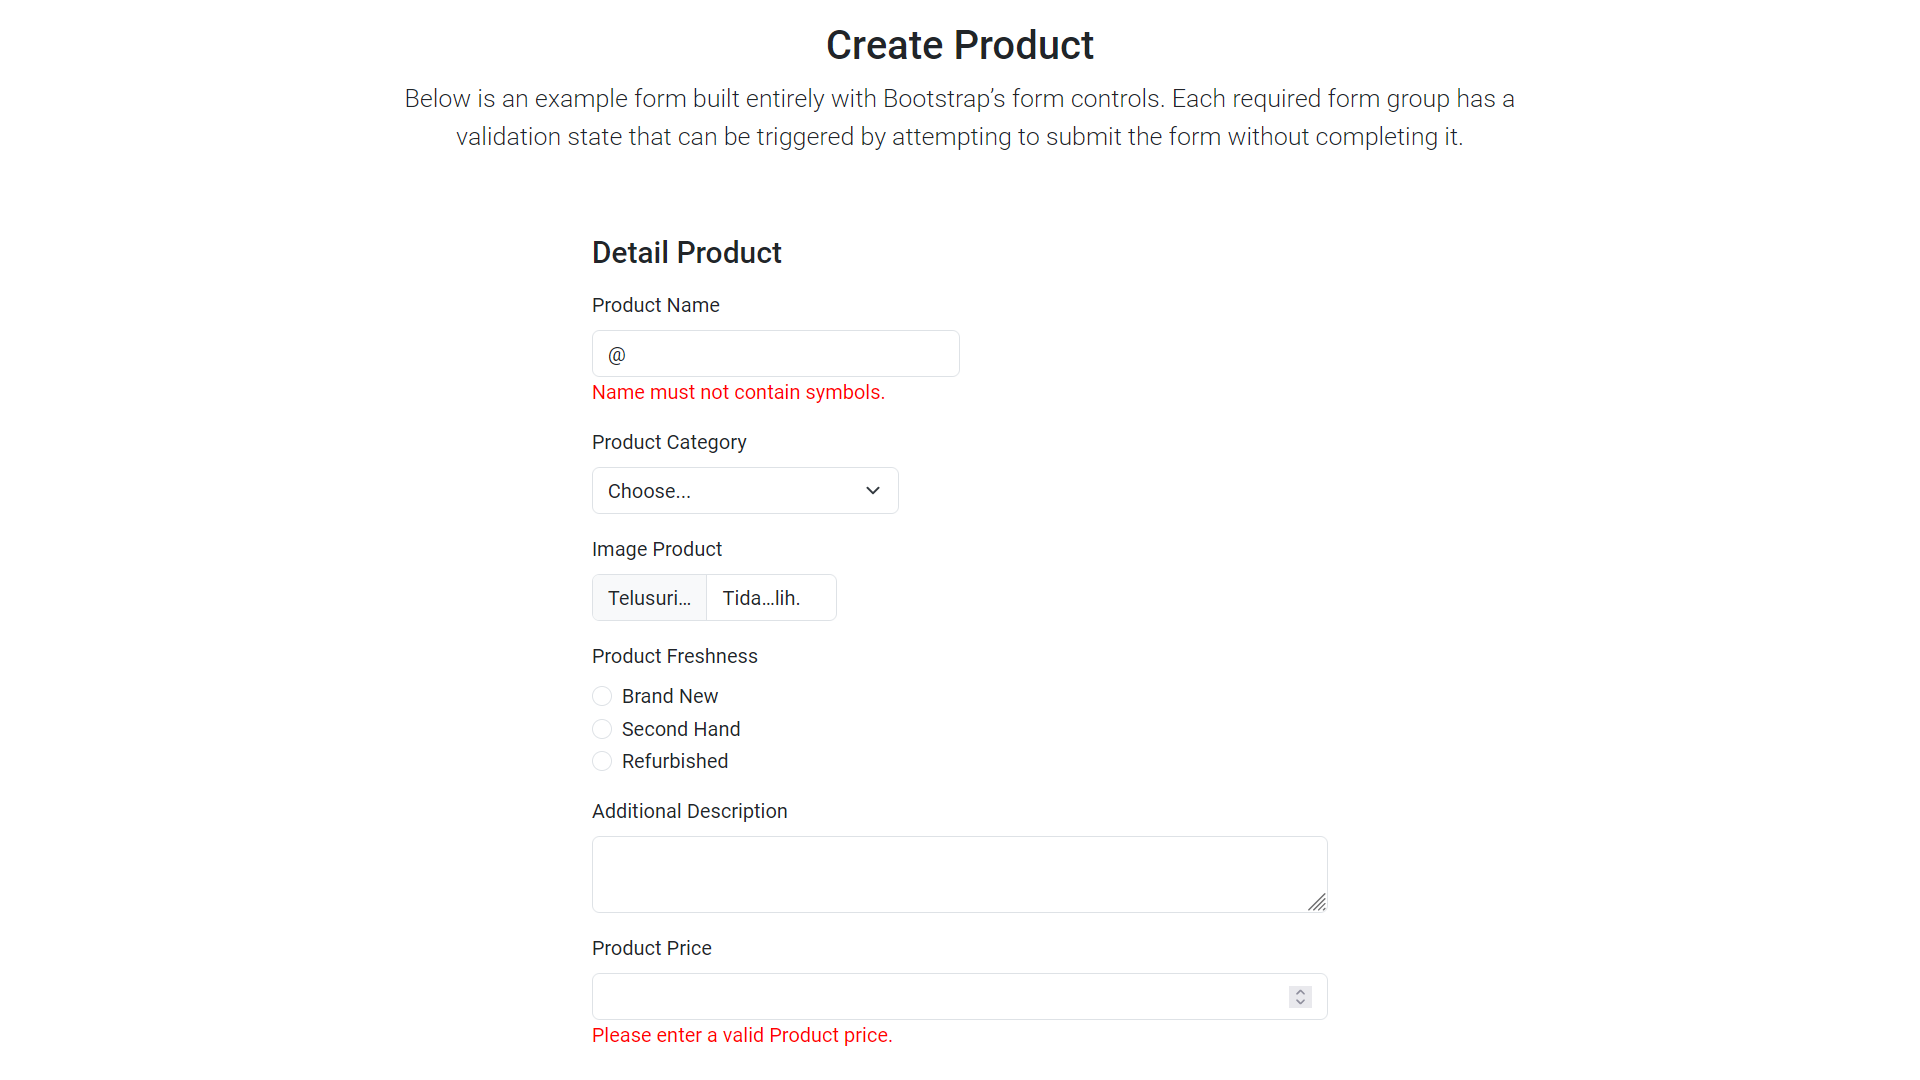 Create Product
Below is an example form built entirely with Bootstrap’s form controls. Each required form group has a
validation state that can be triggered by attempting to submit the form without completing it.
Detail Product
Product Name
@
Name must not contain symbols.
Product Category
Choose...
Image Product
Telusuri... Tida...lih.
Product Freshness
Brand New
Second Hand
Refurbished
Additional Description
Product Price
Please enter a valid Product price.